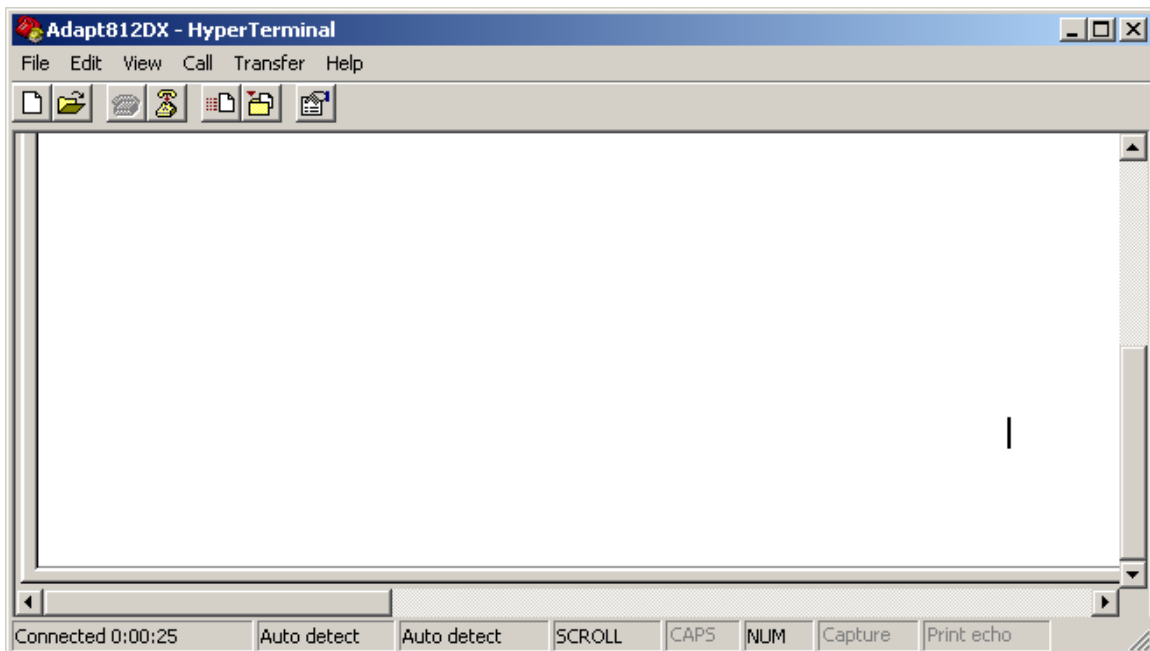 Adapt812DX - HyperTerminal
File Edit View Call Transfer Help
Connected 0:00:25 Auto detect Auto detect SCROLL CAPS NUM Capture Print echo